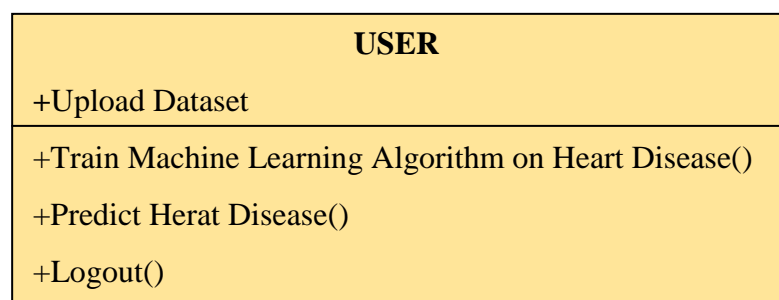 USER
+Upload Dataset
+Train Machine Learning Algorithm on Heart Disease()
+Predict Herat Disease()
+Logout()